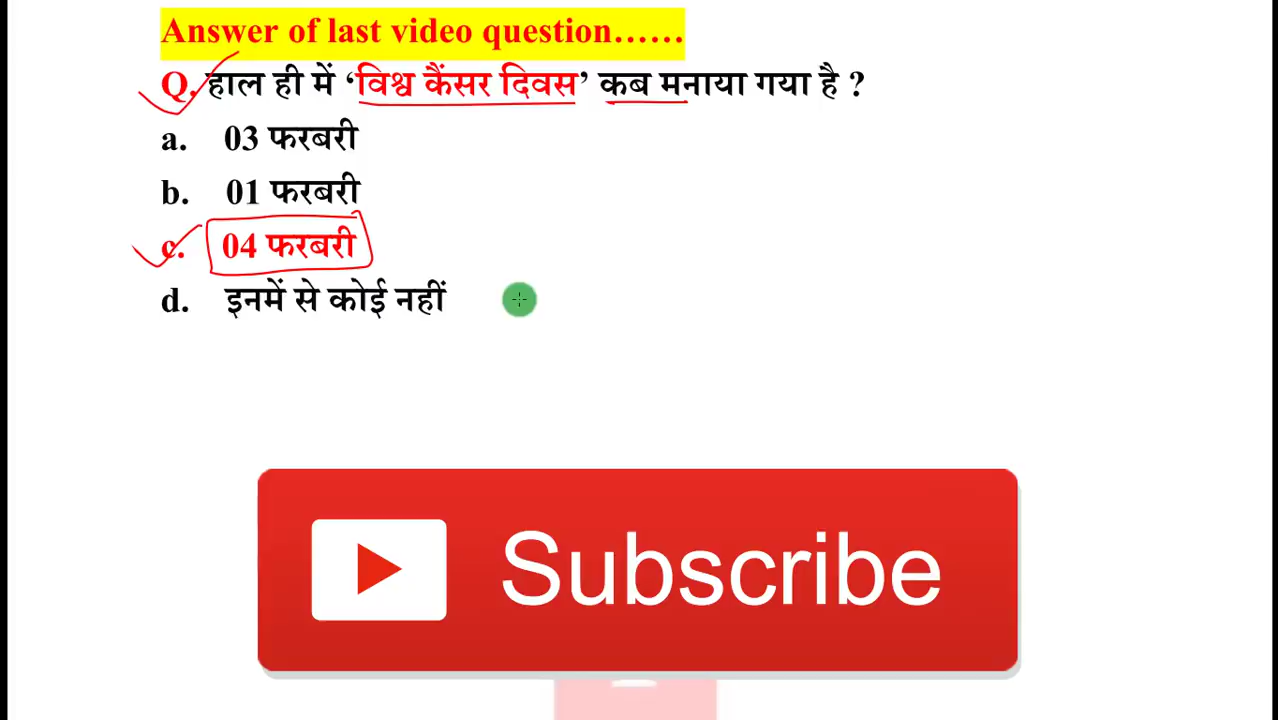 Answer of last video question......
Q. हाल ही में ‘विश्व कैंसर दिवस’ कब मनाया गया है ?
a. 03 फरबरी
b. 01 फरबरी
c. 04 फरबरी
d. इनमें से कोई नहीं
Subscribe